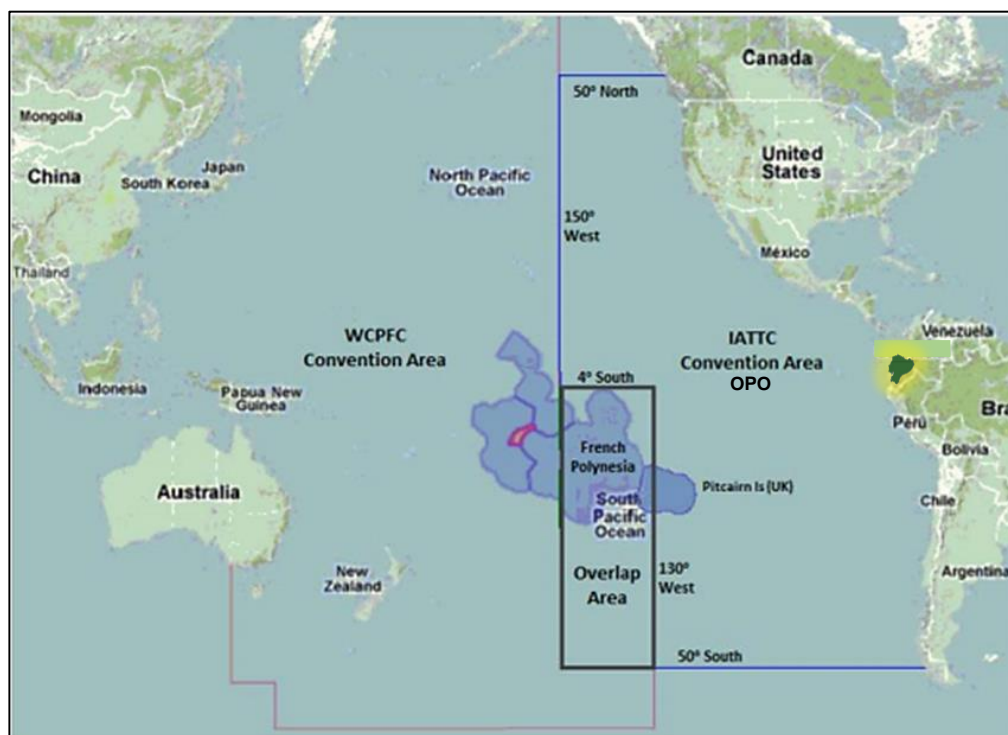 Canada
50° North
Mongolia
China
Japan
South Korea
North Pacific
Ocean
United
States
150°
West
México
Thailand
WCPFC
Convention Area
IATTC
Convention Area
OPO
Venezuela
4° South
Indonesia
Papua New
Guinea
Bra
Perú
French
Polynesia
Bolivia
Pitcairn Is (UK)
Australia
South
Pacific
Ocean
Chile
New
Zealand
Overlap
Area
130°
West
Argentina
50° South